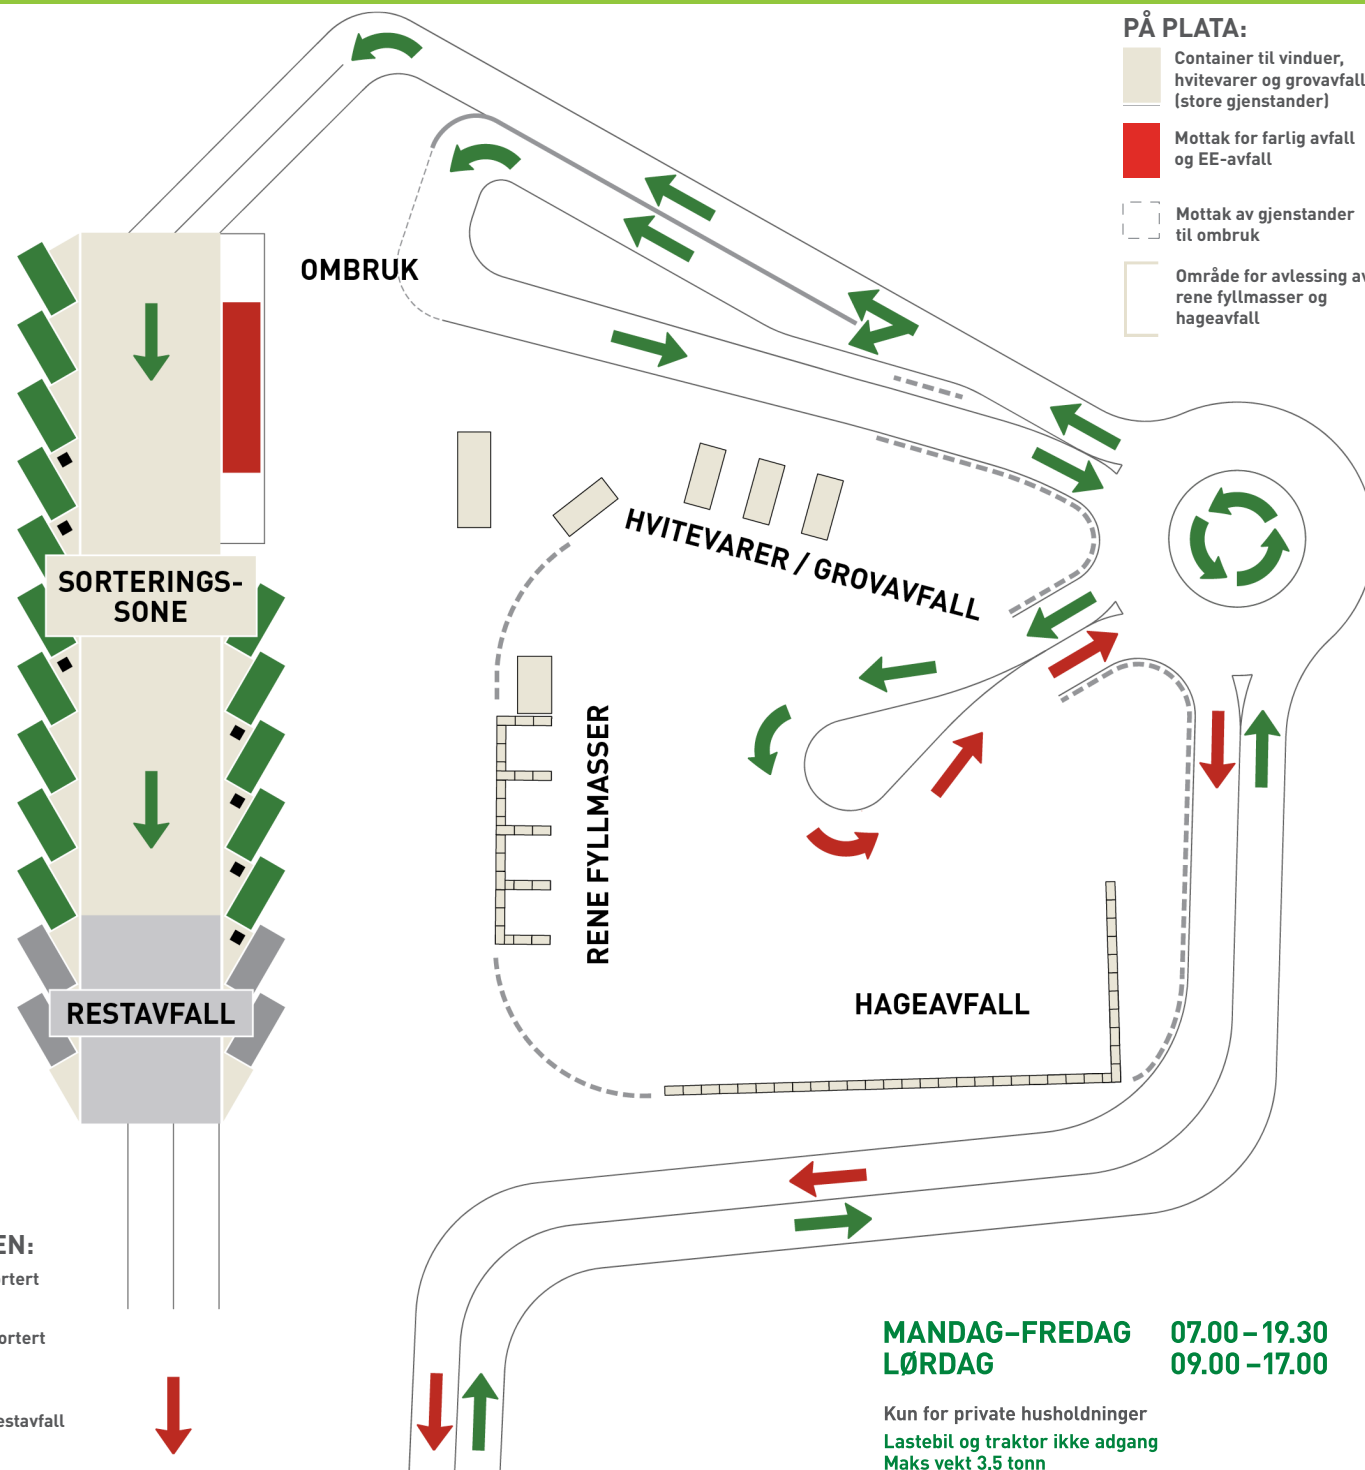 PÅ PLATA:
Container til vinduer,
hvitevarer og grovavfall
(store gjenstander)
Mottak for farlig avfall
og EE-avfall
Mottak av gjenstander
til ombruk
Område for avlessing av
rene fyllmasser og
hageavfall
OMBRUK
HVITEVARER / GROVAVFALL
SORTERINGS-
SONE
RENE FYLLMASSER
HAGEAVFALL
RESTAVFALL
EN:
rtert
ortert
estavfall
MANDAG–FREDAG 07.00 – 19.30
LØRDAG 09.00 – 17.00
Kun for private husholdninger
Lastebil og traktor ikke adgang
Maks vekt 3,5 tonn